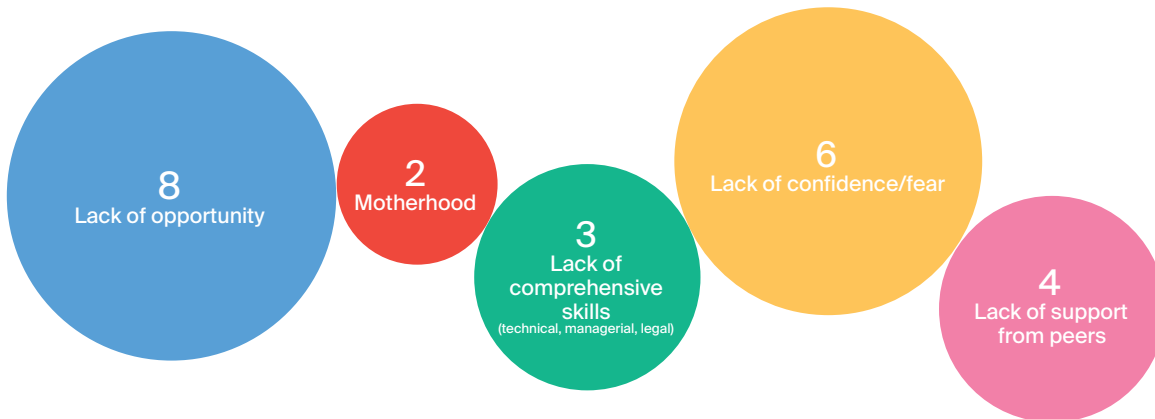 8
Lack of opportunity
2
Motherhood
3
Lack of
comprehensive
skills
(technical, managerial, legal)
6
Lack of confidence/fear
4
Lack of support
from peers